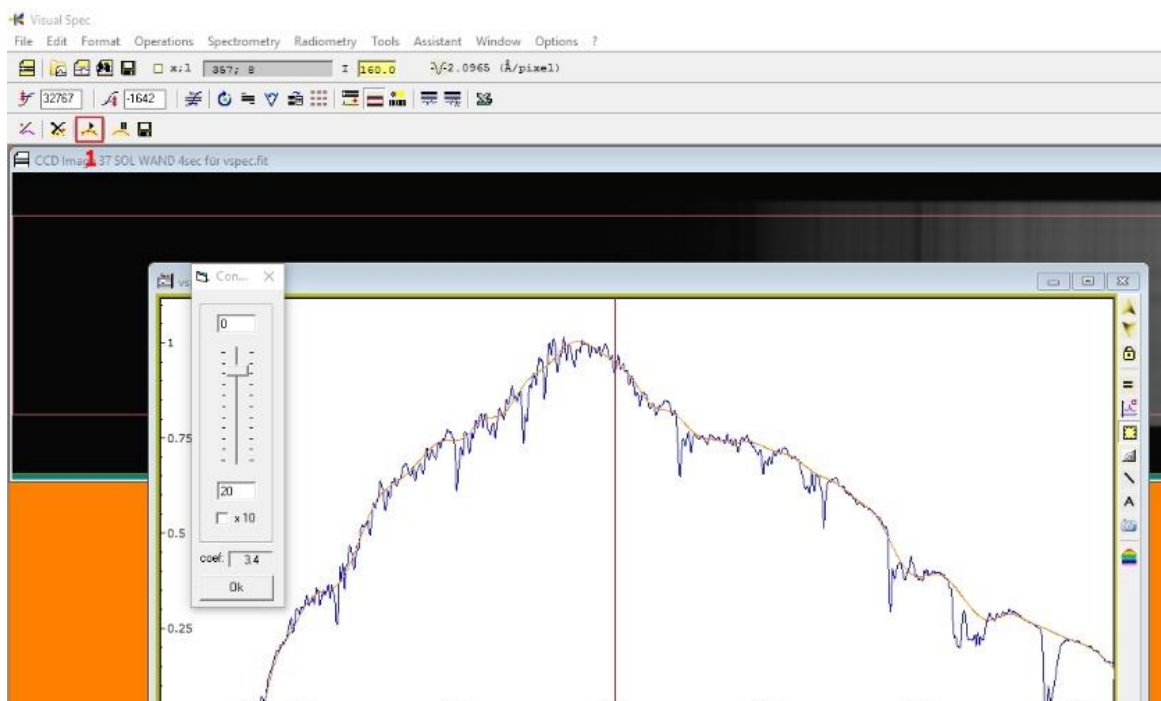 Visual Spec
File Edit Format Operations Spectrometry Radiometry Tools Assistant Window Options ?
x;1 367; 8 I 160.0 2.0965 (Å/pixel)
32767 -1642
1
CCD Image 37 SOL WAND 4sec für vspec.fit
vs Con...
0
1
0.75
20
x 10
0.5
coef: 3.4
Ok
0.25
A